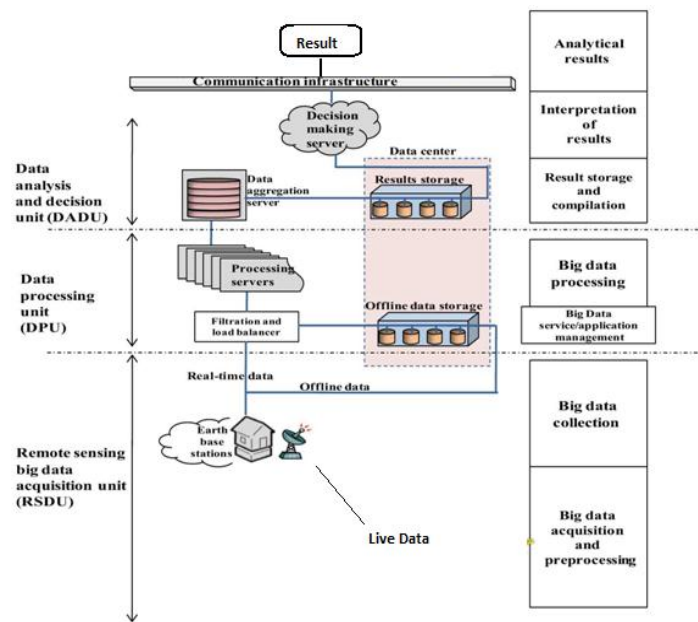 Result
Communication infrastructure
Decision
making
server
Data center
Data
aggregation
server
Results storage
Data
analysis
and decision
unit (DADU)
Analytical
results
Interpretation
of
results
Result storage
and
compilation
Data
processing
unit
(DPU)
Processing
servers
Filtration and
load balancer
Offline data storage
Big data
processing
Big Data
service/application
management
Real-time data
Offline data
Earth
base
stations
Live Data
Remote sensing
big data
acquisition unit
(RSDU)
Big data
collection
Big data
acquisition
and
preprocessing